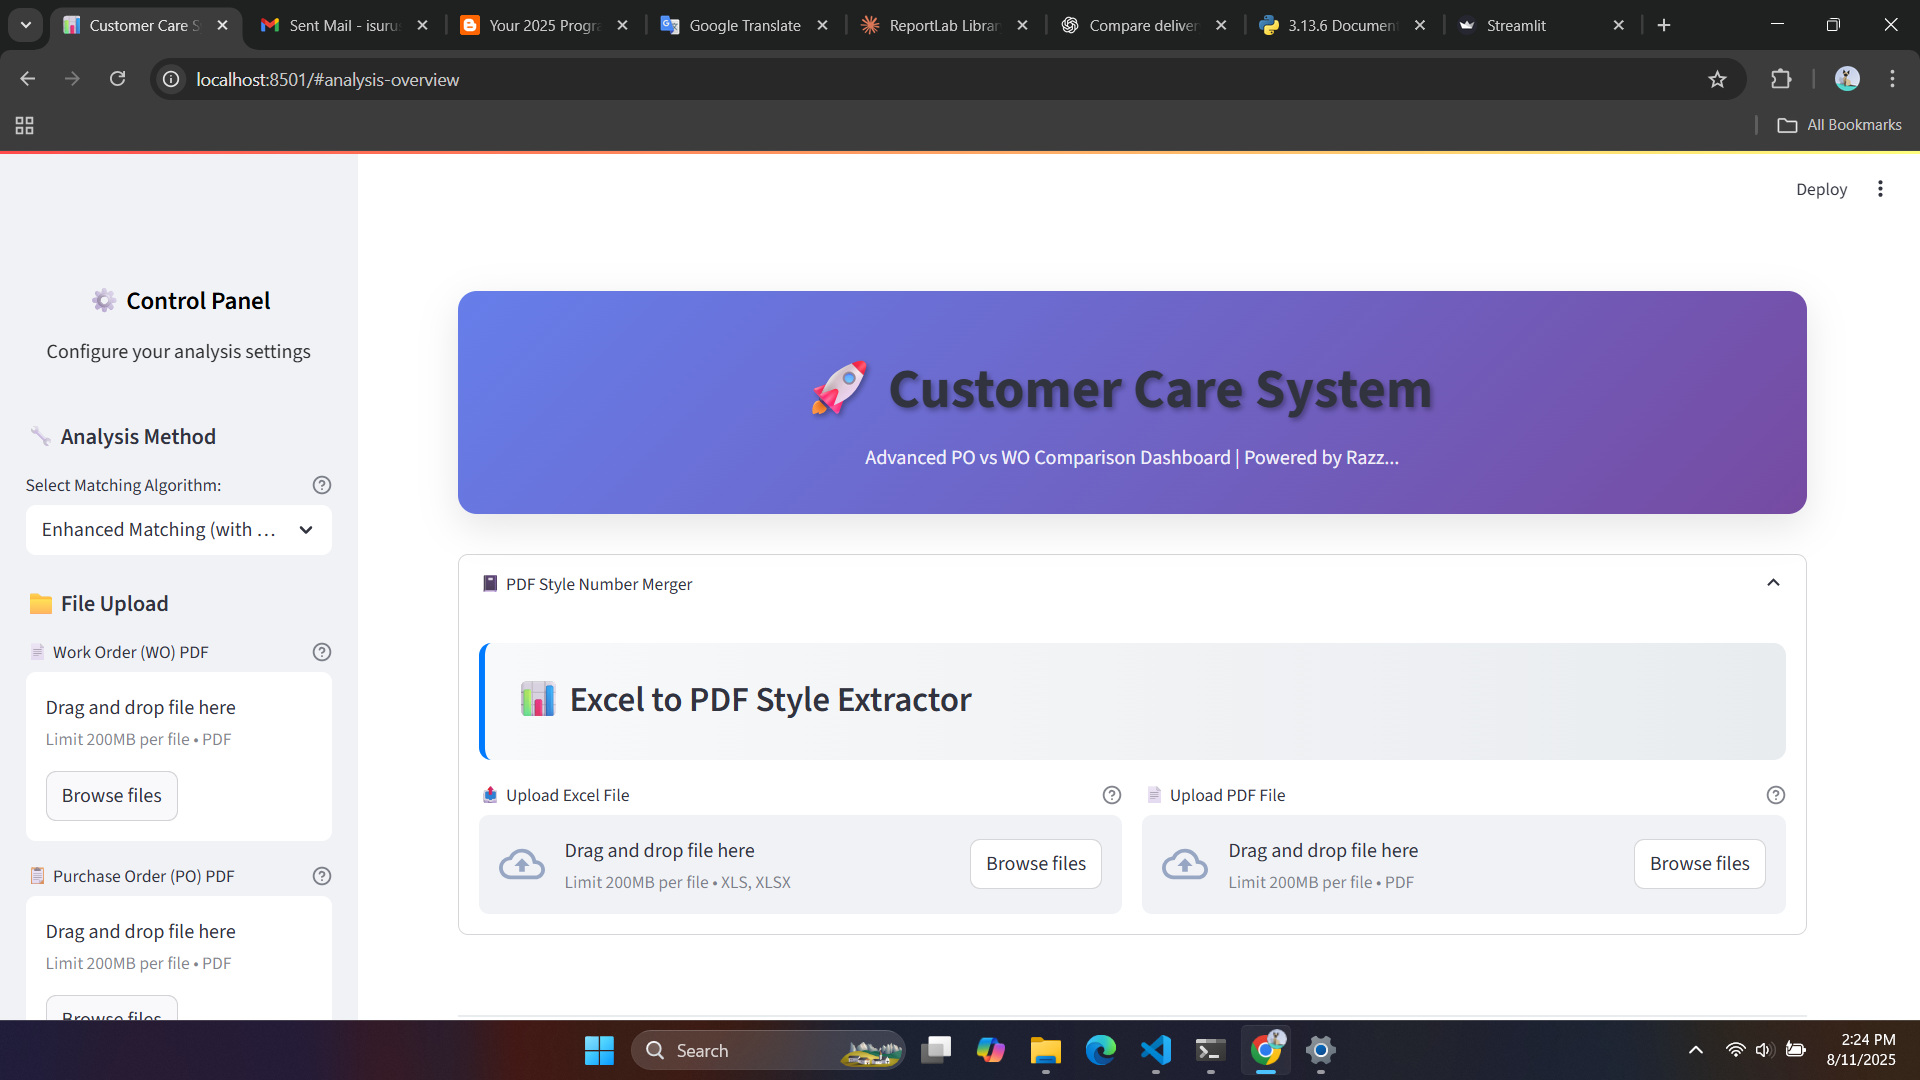 Customer Care S
Sent Mail - isurus
Your 2025 Progra
Google Translate
ReportLab Librar
Compare deliver
3.13.6 Document
Streamlit
localhost:8501/#analysis-overview
All Bookmarks
Deploy
Control Panel
Configure your analysis settings
Analysis Method
Select Matching Algorithm:
Enhanced Matching (with ...
File Upload
Work Order (WO) PDF
Drag and drop file here
Limit 200MB per file • PDF
Browse files
Purchase Order (PO) PDF
Drag and drop file here
Limit 200MB per file • PDF
Browse files
Customer Care System
Advanced PO vs WO Comparison Dashboard | Powered by Razz...
PDF Style Number Merger
Excel to PDF Style Extractor
Upload Excel File
Drag and drop file here
Limit 200MB per file • XLS, XLSX
Browse files
Upload PDF File
Drag and drop file here
Limit 200MB per file • PDF
Browse files
Search
2:24 PM
8/11/2025